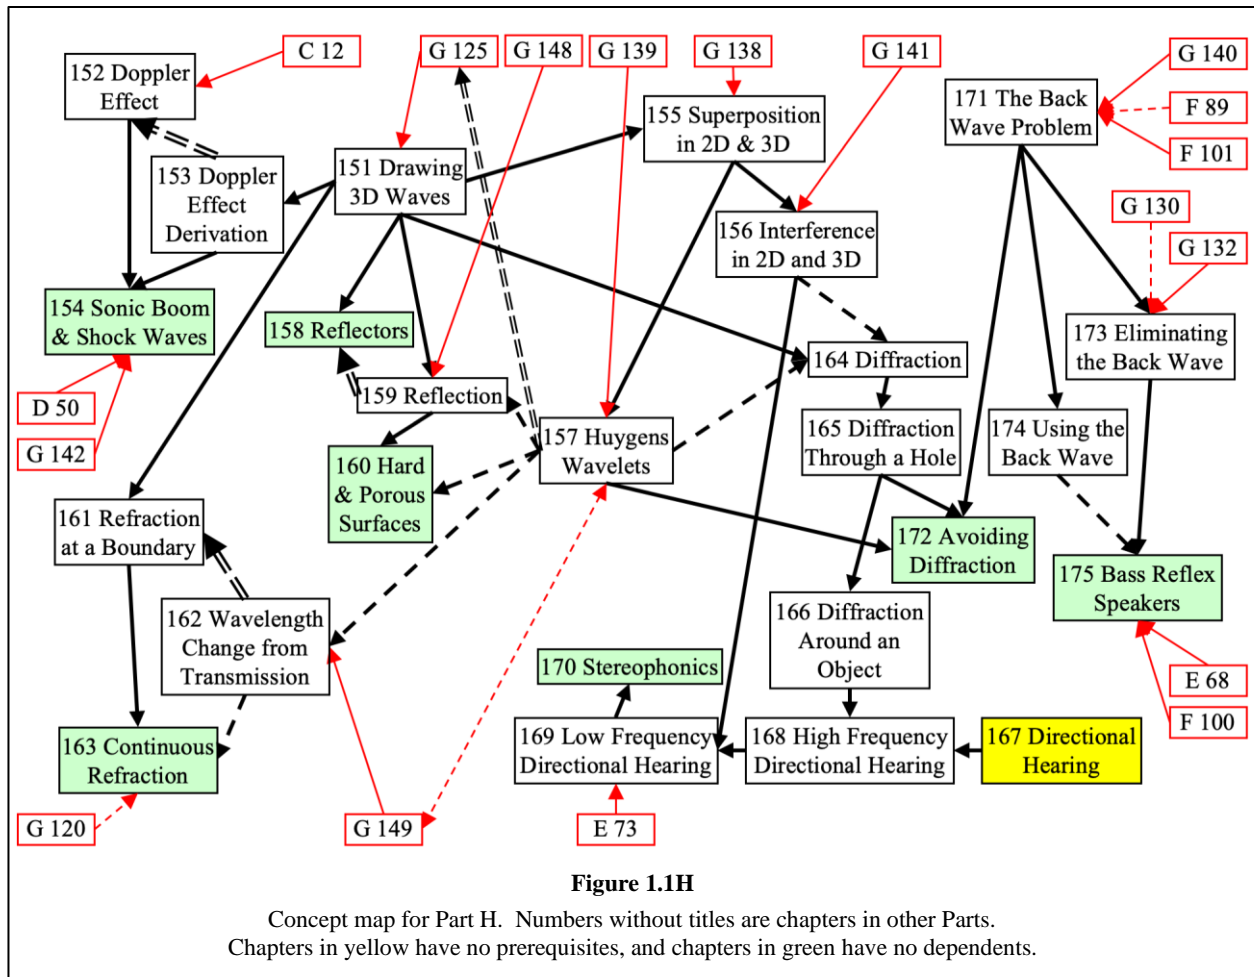 C 12
G 125
G 148
G 139
G 138
G 141
G 140
152 Doppler
Effect
F 89
171 The Back
Wave Problem
155 Superposition
in 2D & 3D
F 101
153 Doppler
Effect
Derivation
151 Drawing
3D Waves
G 130
156 Interference
in 2D and 3D
G 132
154 Sonic Boom
& Shock Waves
158 Reflectors
173 Eliminating
the Back Wave
164 Diffraction
D 50
159 Reflection
G 142
157 Huygens
Wavelets
165 Diffraction
Through a Hole
174 Using the
Back Wave
160 Hard
& Porous
Surfaces
161 Refraction
at a Boundary
172 Avoiding
Diffraction
175 Bass Reflex
Speakers
162 Wavelength
Change from
Transmission
166 Diffraction
Around an
Object
170 Stereophonics
E 68
F 100
163 Continuous
Refraction
169 Low Frequency
Directional Hearing
168 High Frequency
Directional Hearing
167 Directional
Hearing
G 120
G 149
E 73
Figure 1.1H
Concept map for Part H. Numbers without titles are chapters in other Parts.
Chapters in yellow have no prerequisites, and chapters in green have no dependents.